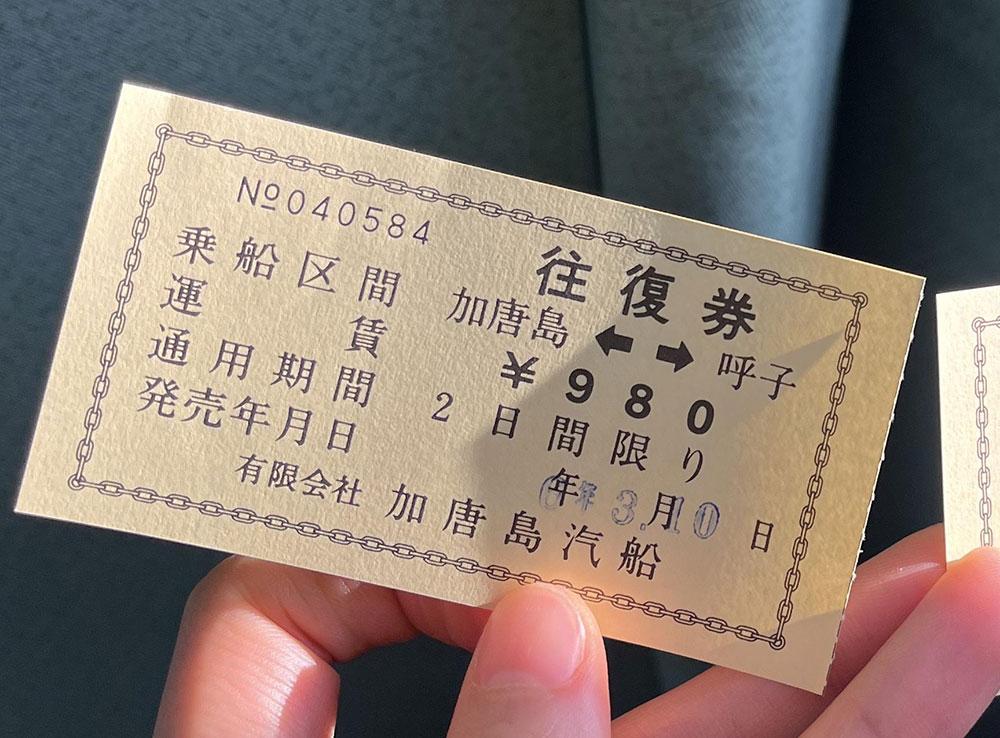 №040584
往復券
乗船区間 加唐島 ⬅➡ 呼子
運賃 ¥980
通用期間 2日間限り
発売年月日 6年3月10日
有限会社 加唐島汽船